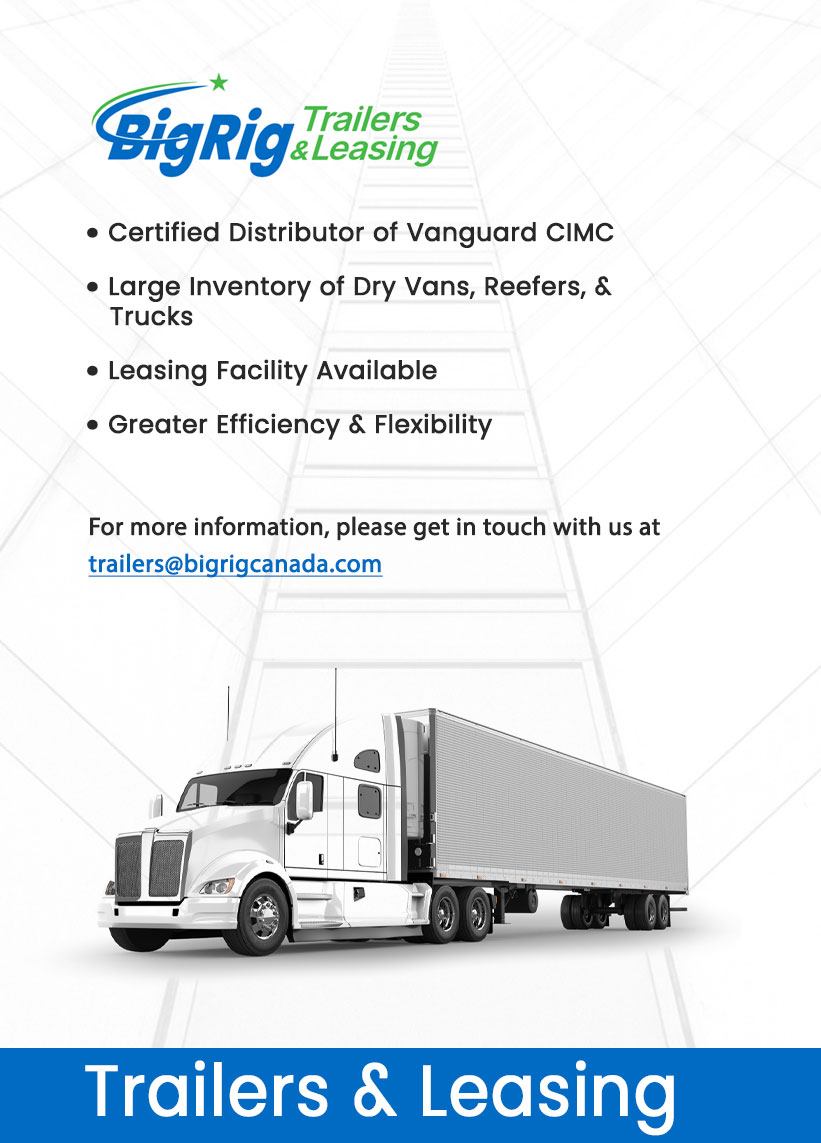 BigRig Trailers
& Leasing
• Certified Distributor of Vanguard CIMC
• Large Inventory of Dry Vans, Reefers, &
Trucks
• Leasing Facility Available
• Greater Efficiency & Flexibility
For more information, please get in touch with us at
trailers@bigrigcanada.com
Trailers & Leasing